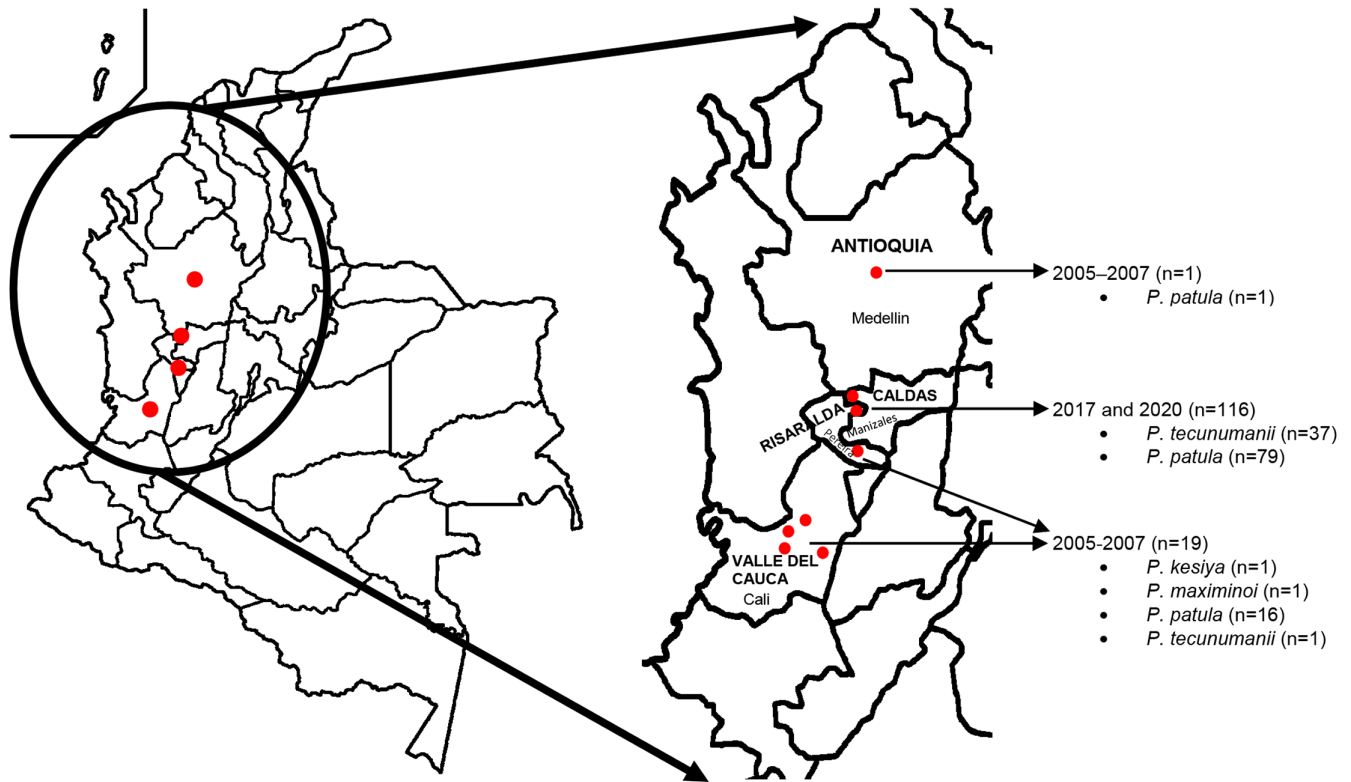 ANTIOQUIA
Medellin
CALDAS
RISARALDA
Manizales
Pereira
VALLE DEL
CAUCA
Cali
2005–2007 (n=1)
• P. patula (n=1)
2017 and 2020 (n=116)
• P. tecunumanii (n=37)
• P. patula (n=79)
2005-2007 (n=19)
• P. kesiya (n=1)
• P. maximinoi (n=1)
• P. patula (n=16)
• P. tecunumanii (n=1)